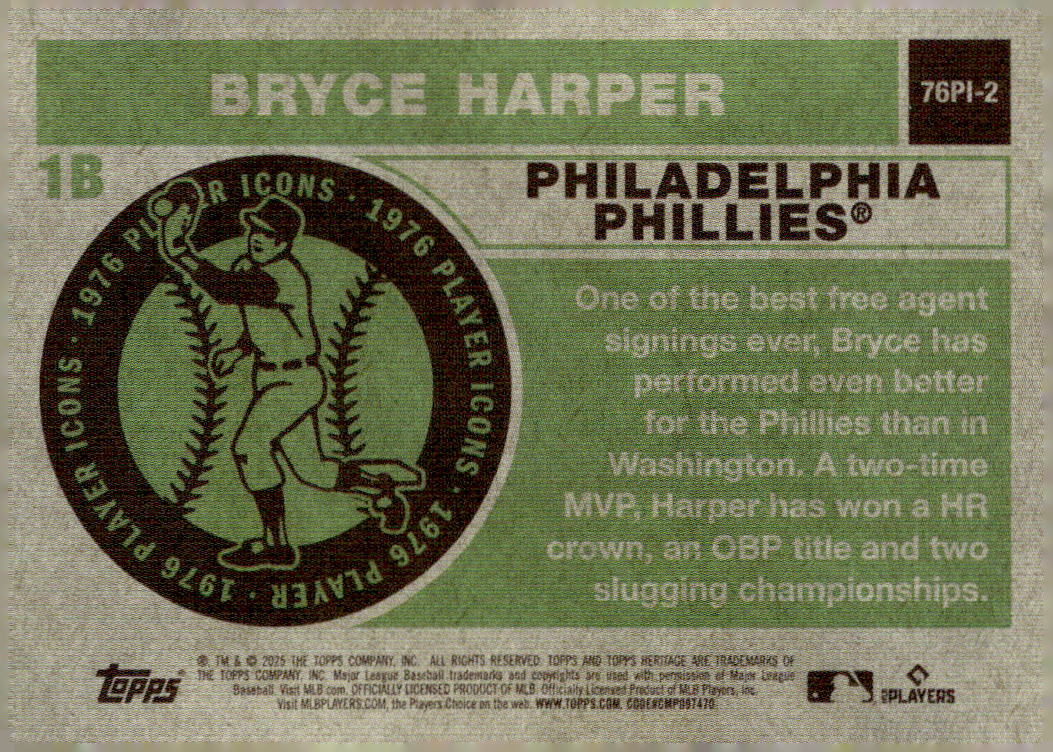 BRYCE HARPER
76PI-2
1B
PHILADELPHIA
PHILLIES®
1976 PLAYER ICONS · 1976 PLAYER ICONS · 1976 PLAYER · 1976 PLAYER ICONS ·
One of the best free agent
signings ever, Bryce has
performed even better
for the Phillies than in
Washington. A two-time
MVP, Harper has won a HR
crown, an OBP title and two
slugging championships.
topps
®, TM & © 2025 THE TOPPS COMPANY, INC. ALL RIGHTS RESERVED. TOPPS AND TOPPS HERITAGE ARE TRADEMARKS OF
THE TOPPS COMPANY, INC. Major League Baseball trademarks and copyrights are used with permission of Major League
Baseball. Visit MLB.com. OFFICIALLY LICENSED PRODUCT OF MLB. Officially Licensed Product of MLB Players, Inc.
Visit MLBPLAYERS.COM, the Players Choice on the web. WWW.TOPPS.COM. CODE#CMP097470.
PLAYERS